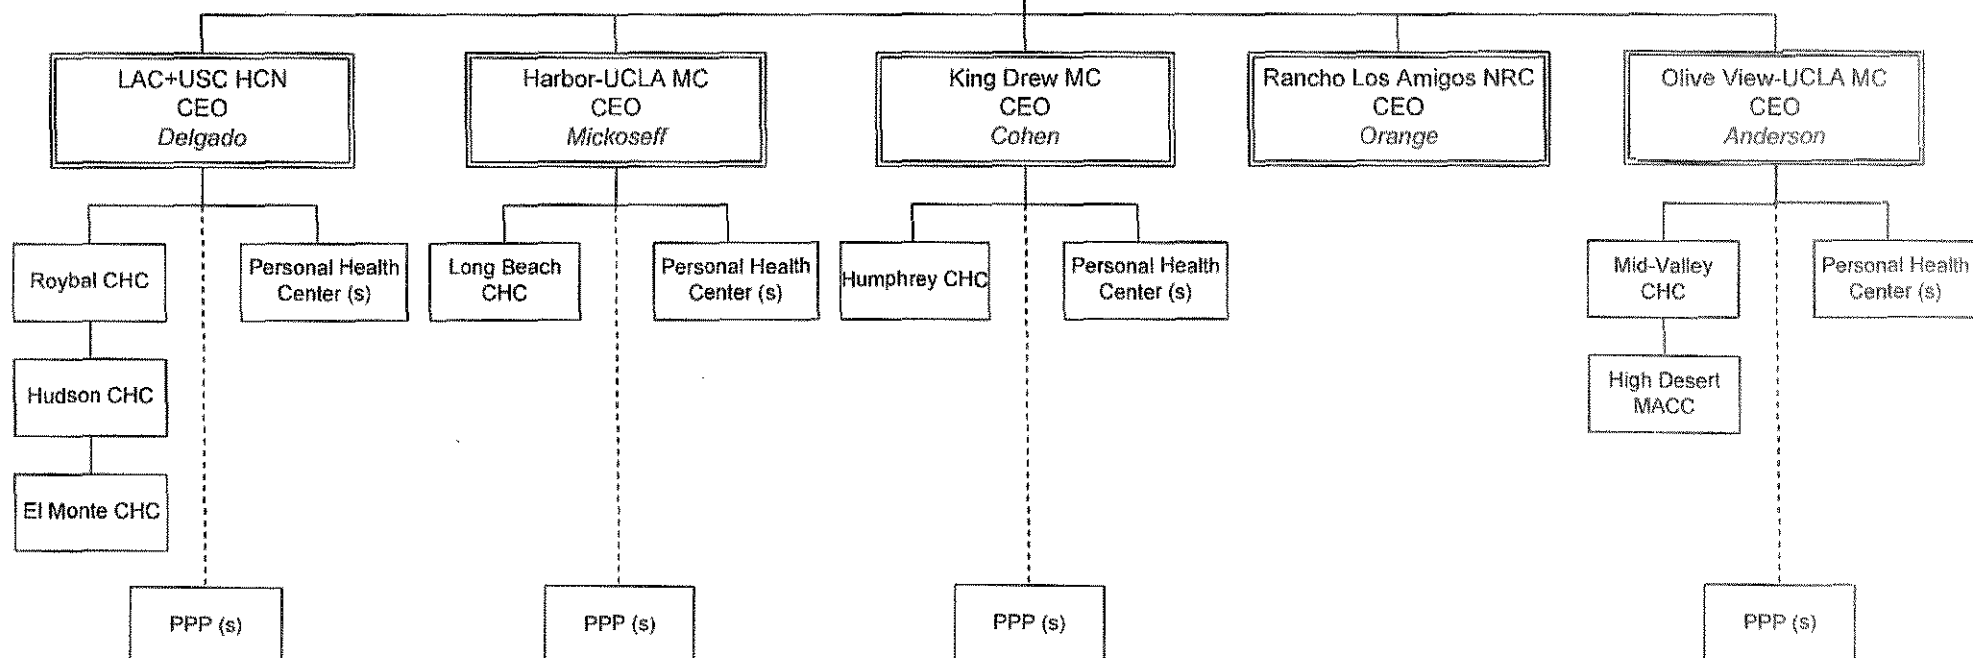 LAC+USC HCN
CEO
Delgado
Harbor-UCLA MC
CEO
Mickoseff
King Drew MC
CEO
Cohen
Rancho Los Amigos NRC
CEO
Orange
Olive View-UCLA MC
CEO
Anderson
Roybal CHC
Personal Health
Center (s)
Long Beach
CHC
Personal Health
Center (s)
Humphrey CHC
Personal Health
Center (s)
Mid-Valley
CHC
Personal Health
Center (s)
Hudson CHC
High Desert
MACC
El Monte CHC
PPP (s)
PPP (s)
PPP (s)
PPP (s)